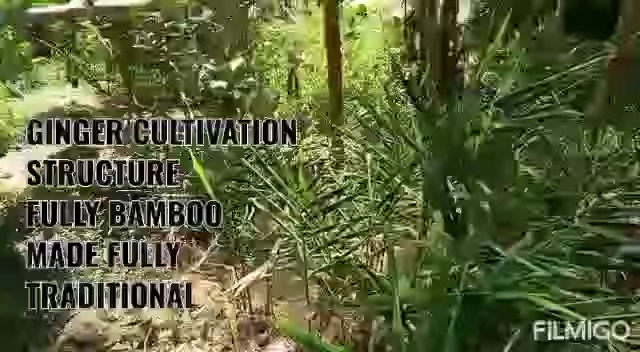 GINGER CULTIVATION
STRUCTURE
FULLY BAMBOO
MADE FULLY
TRADITIONAL
FILMIGO